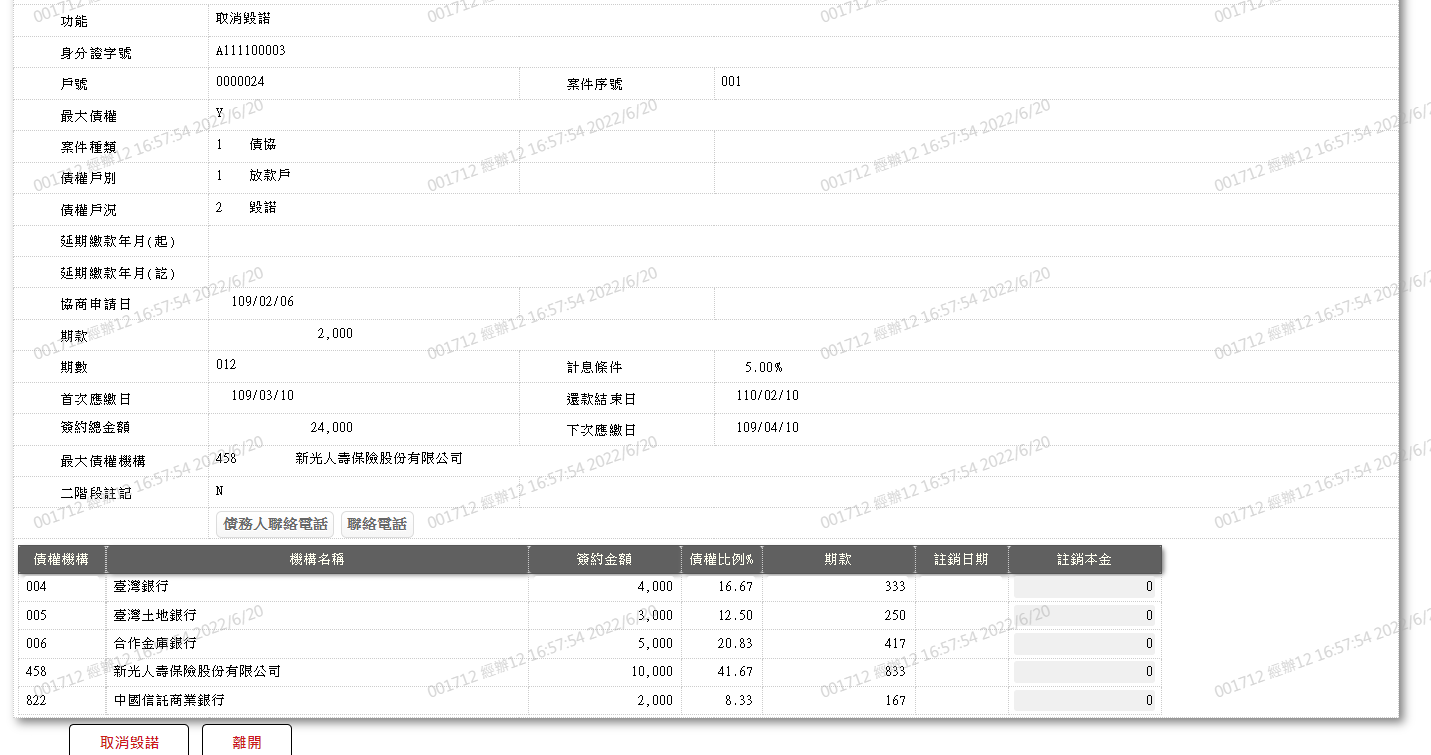 功能 取消毀諾
身分證字號 A111100003
戶號 0000024 案件序號 001
最大債權 Y
案件種類 1 債協
債權戶別 1 放款戶
債權戶況 2 毀諾
延期繳款年月(起)
延期繳款年月(訖)
協商申請日 109/02/06
期款 2,000
期數 012 計息條件 5.00%
首次應繳日 109/03/10 還款結束日 110/02/10
簽約總金額 24,000 下次應繳日 109/04/10
最大債權機構 458 新光人壽保險股份有限公司
二階段註記 N
債務人聯絡電話 聯絡電話
債權機構 機構名稱 簽約金額 債權比例% 期款 註銷日期 註銷本金
004 臺灣銀行 4,000 16.67 333 0
005 臺灣土地銀行 3,000 12.50 250 0
006 合作金庫銀行 5,000 20.83 417 0
458 新光人壽保險股份有限公司 10,000 41.67 833 0
822 中國信託商業銀行 2,000 8.33 167 0
取消毀諾 離開
001712 經辦12 16:57:54 2022/6/20